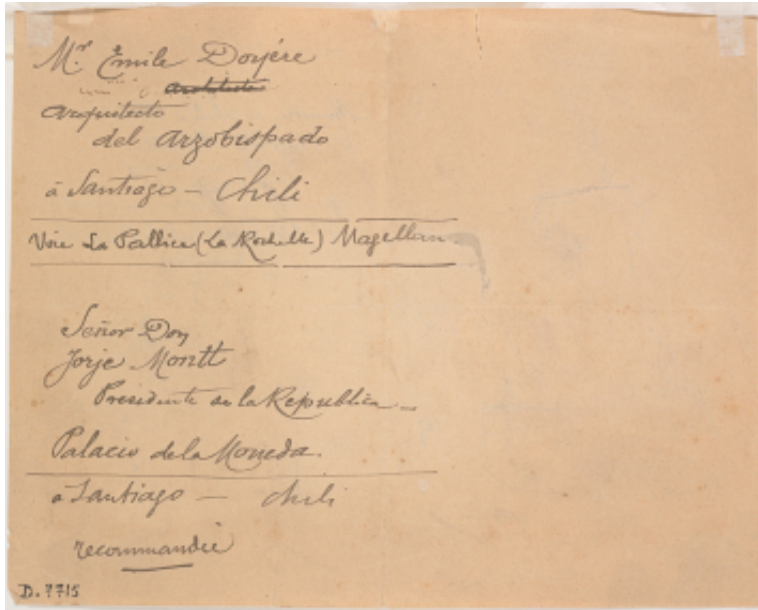 Mr. Emile Doyère
architecte
arquitecto
del arzobispado
à Santiago — Chili
Voie La Pallice (La Rochelle) Magellan
Señor Don
Jorje Montt
Presidente de la Republica —
Palacio de la Moneda.
à Santiago — Chili
recommandée
D. 7715